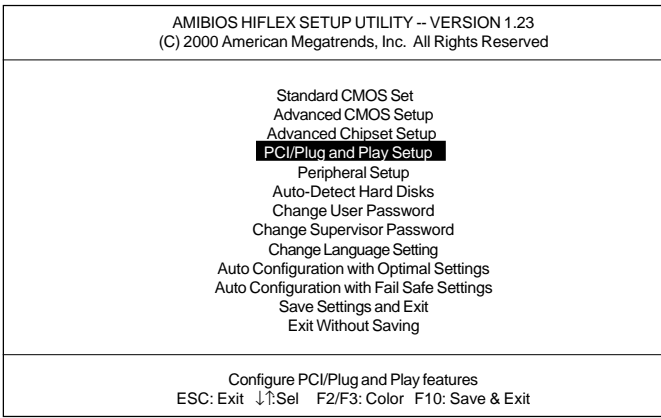 AMIBIOS HIFLEX SETUP UTILITY -- VERSION 1.23
(C) 2000 American Megatrends, Inc. All Rights Reserved
Standard CMOS Set
Advanced CMOS Setup
Advanced Chipset Setup
PCI/Plug and Play Setup
Peripheral Setup
Auto-Detect Hard Disks
Change User Password
Change Supervisor Password
Change Language Setting
Auto Configuration with Optimal Settings
Auto Configuration with Fail Safe Settings
Save Settings and Exit
Exit Without Saving
Configure PCI/Plug and Play features
ESC: Exit ↓↑:Sel F2/F3: Color F10: Save & Exit